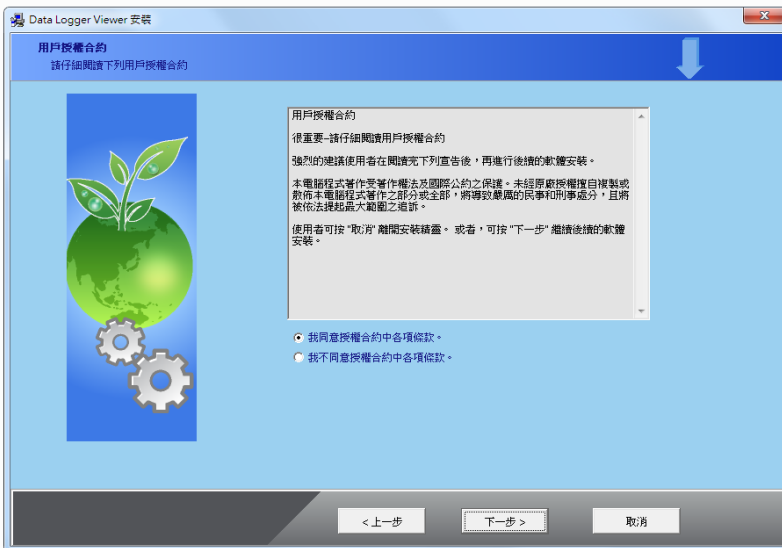 Data Logger Viewer 安裝
用戶授權合約
請仔細閱讀下列用戶授權合約
用戶授權合約
很重要–請仔細閱讀用戶授權合約
強烈的建議使用者在閱讀完下列宣告後，再進行後續的軟體安裝。
本電腦程式著作受著作權法及國際公約之保護。未經原廠授權擅自複製或
散佈本電腦程式著作之部分或全部，將導致嚴厲的民事和刑事處分，且將
被依法提起最大範圍之追訴。
使用者可按 "取消" 離開安裝精靈。 或者，可按 "下一步" 繼續後續的軟體
安裝。
我同意授權合約中各項條款。
我不同意授權合約中各項條款。
<上一步
下一步 >
取消